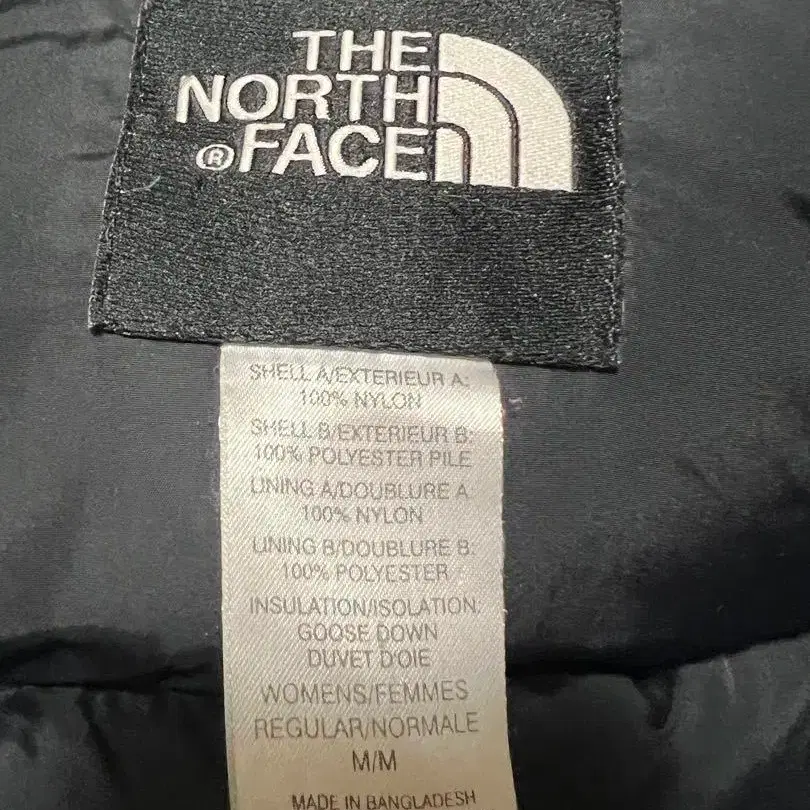 THE
NORTH
® FACE
SHELL A/EXTERIEUR A:
100% NYLON
SHELL B/EXTERIEUR B:
100% POLYESTER PILE
LINING A/DOUBLURE A
100% NYLON
LINING B/DOUBLURE B:
100% POLYESTER
INSULATION/ISOLATION:
GOOSE DOWN
DUVET D'OIE
WOMENS/FEMMES
REGULAR/NORMALE
M/M
MADE IN BANGLADESH